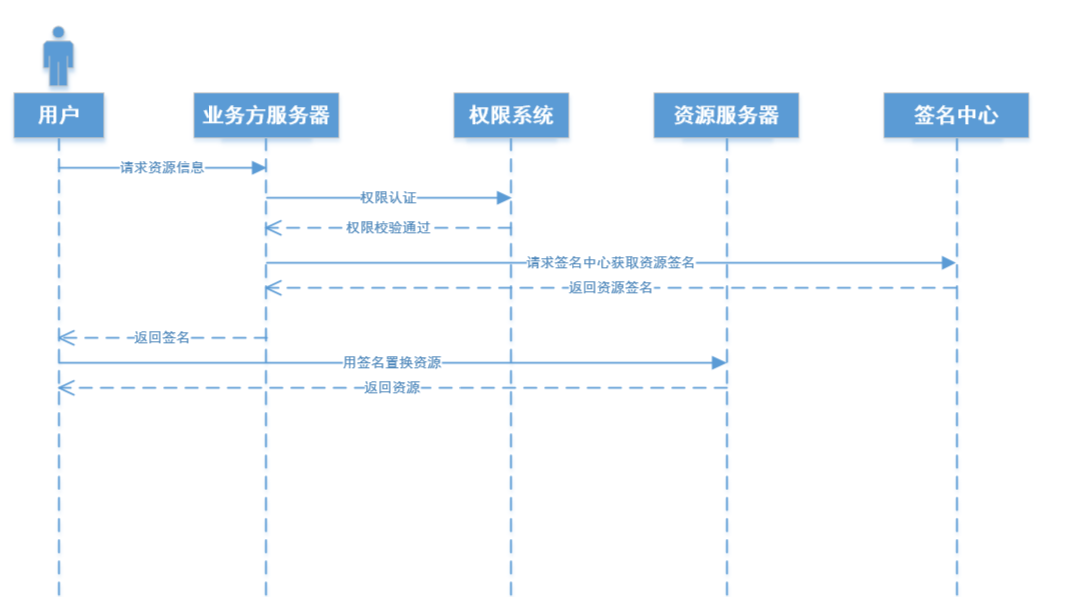 用户
业务方服务器
权限系统
资源服务器
签名中心
请求资源信息
权限认证
权限校验通过
请求签名中心获取资源签名
返回资源签名
返回签名
用签名置换资源
返回资源